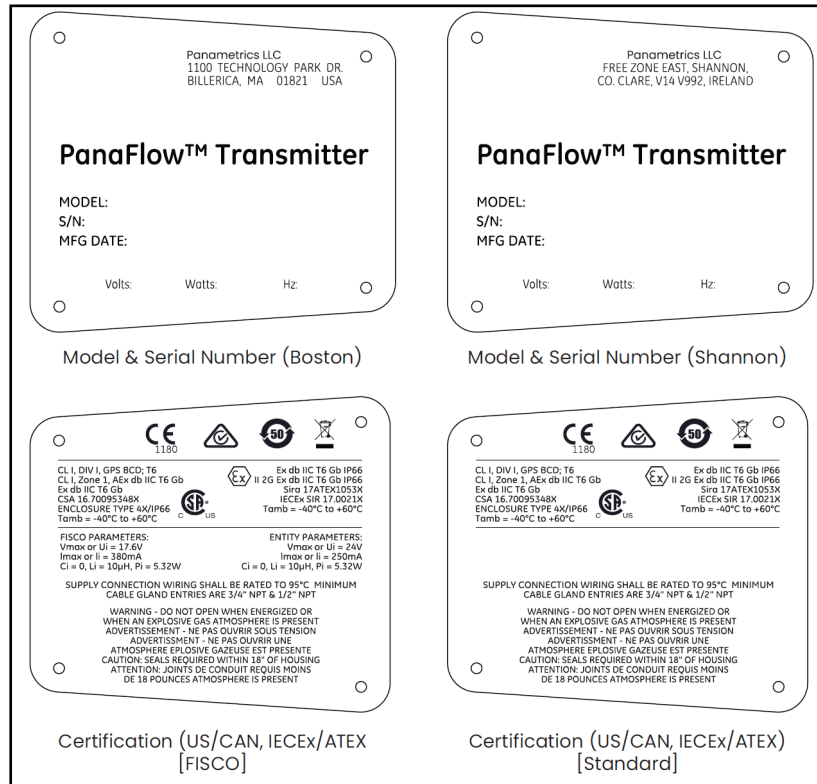 Panametrics LLC
1100 TECHNOLOGY PARK DR.
BILLERICA, MA 01821 USA
PanaFlow™ Transmitter
MODEL:
S/N:
MFG DATE:
Volts: Watts: Hz:
Model & Serial Number (Boston)
Panametrics LLC
FREE ZONE EAST, SHANNON,
CO. CLARE, V14 V992, IRELAND
PanaFlow™ Transmitter
MODEL:
S/N:
MFG DATE:
Volts: Watts: Hz:
Model & Serial Number (Shannon)
CE
1180
50
CL I, DIV I, GPS BCD; T6
CL I, Zone 1, AEx db IIC T6 Gb
Ex db IIC T6 Gb
CSA 16.70095348X
ENCLOSURE TYPE 4X/IP66
Tamb = -40°C to +60°C
C SA US
Ex
Ex db IIC T6 Gb IP66
II 2G Ex db IIC T6 Gb IP66
Sira 17ATEX1053X
IECEx SIR 17.0021X
Tamb = -40°C to +60°C
FISCO PARAMETERS:
Vmax or Ui = 17.6V
Imax or Ii = 380mA
Ci = 0, Li = 10µH, Pi = 5.32W
ENTITY PARAMETERS:
Vmax or Ui = 24V
Imax or Ii = 250mA
Ci = 0, Li = 10µH, Pi = 5.32W
SUPPLY CONNECTION WIRING SHALL BE RATED TO 95°C MINIMUM
CABLE GLAND ENTRIES ARE 3/4" NPT & 1/2" NPT
WARNING - DO NOT OPEN WHEN ENERGIZED OR
WHEN AN EXPLOSIVE GAS ATMOSPHERE IS PRESENT
ADVERTISSEMENT - NE PAS OUVRIR SOUS TENSION
ADVERTISSMENT - NE PAS OUVRIR UNE
ATMOSPHERE EPLOSIVE GAZEUSE EST PRESENTE
CAUTION: SEALS REQUIRED WITHIN 18" OF HOUSING
ATTENTION: JOINTS DE CONDUIT REQUIS MOINS
DE 18 POUNCES ATMOSPHERE IS PRESENT
Certification (US/CAN, IECEx/ATEX
[FISCO]
CE
1180
50
CL I, DIV I, GPS BCD; T6
CL I, Zone 1, AEx db IIC T6 Gb
Ex db IIC T6 Gb
CSA 16.70095348X
ENCLOSURE TYPE 4X/IP66
Tamb = -40°C to +60°C
C SA US
Ex
Ex db IIC T6 Gb IP66
II 2G Ex db IIC T6 Gb IP66
Sira 17ATEX1053X
IECEx SIR 17.0021X
Tamb = -40°C to +60°C
SUPPLY CONNECTION WIRING SHALL BE RATED TO 95°C MINIMUM
CABLE GLAND ENTRIES ARE 3/4" NPT & 1/2" NPT
WARNING - DO NOT OPEN WHEN ENERGIZED OR
WHEN AN EXPLOSIVE GAS ATMOSPHERE IS PRESENT
ADVERTISSEMENT - NE PAS OUVRIR SOUS TENSION
ADVERTISSMENT - NE PAS OUVRIR UNE
ATMOSPHERE EPLOSIVE GAZEUSE EST PRESENTE
CAUTION: SEALS REQUIRED WITHIN 18" OF HOUSING
ATTENTION: JOINTS DE CONDUIT REQUIS MOINS
DE 18 POUNCES ATMOSPHERE IS PRESENT
Certification (US/CAN, IECEx/ATEX)
[Standard]